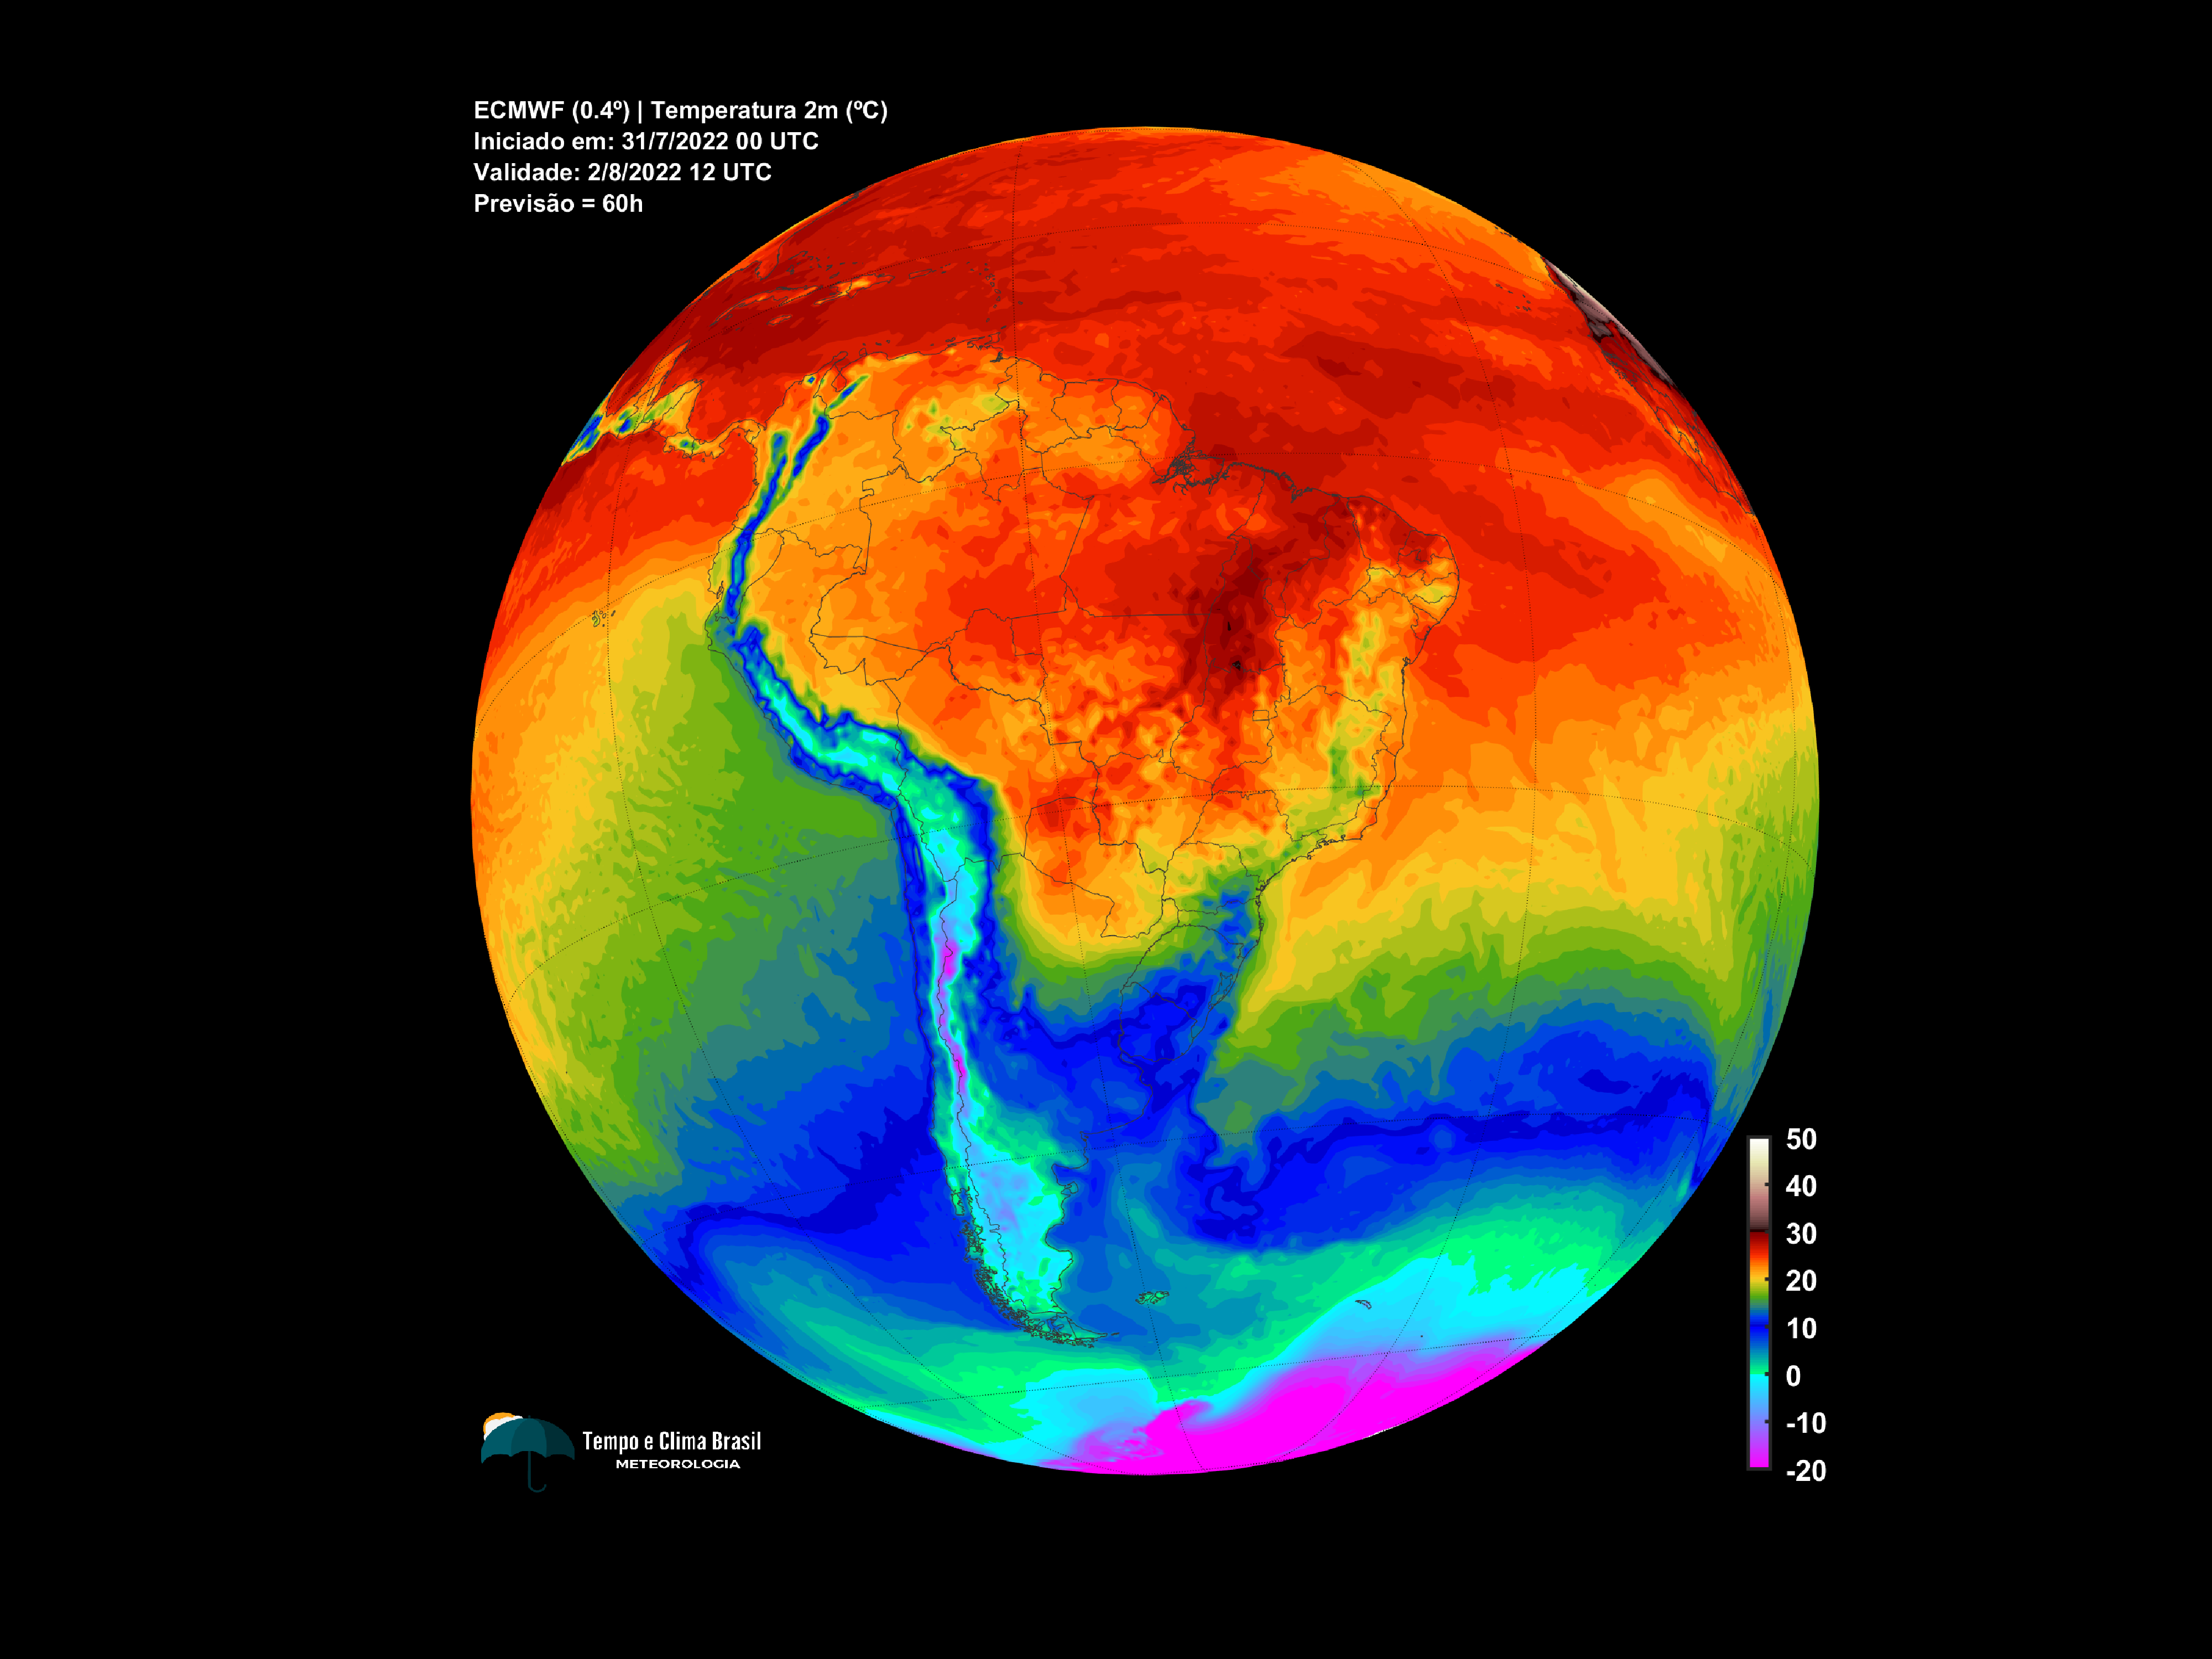 ECMWF (0.4º) | Temperatura 2m (ºC)
Iniciado em: 31/7/2022 00 UTC
Validade: 2/8/2022 12 UTC
Previsão = 60h
50
40
30
20
10
0
-10
-20
Tempo e Clima Brasil
METEOROLOGIA